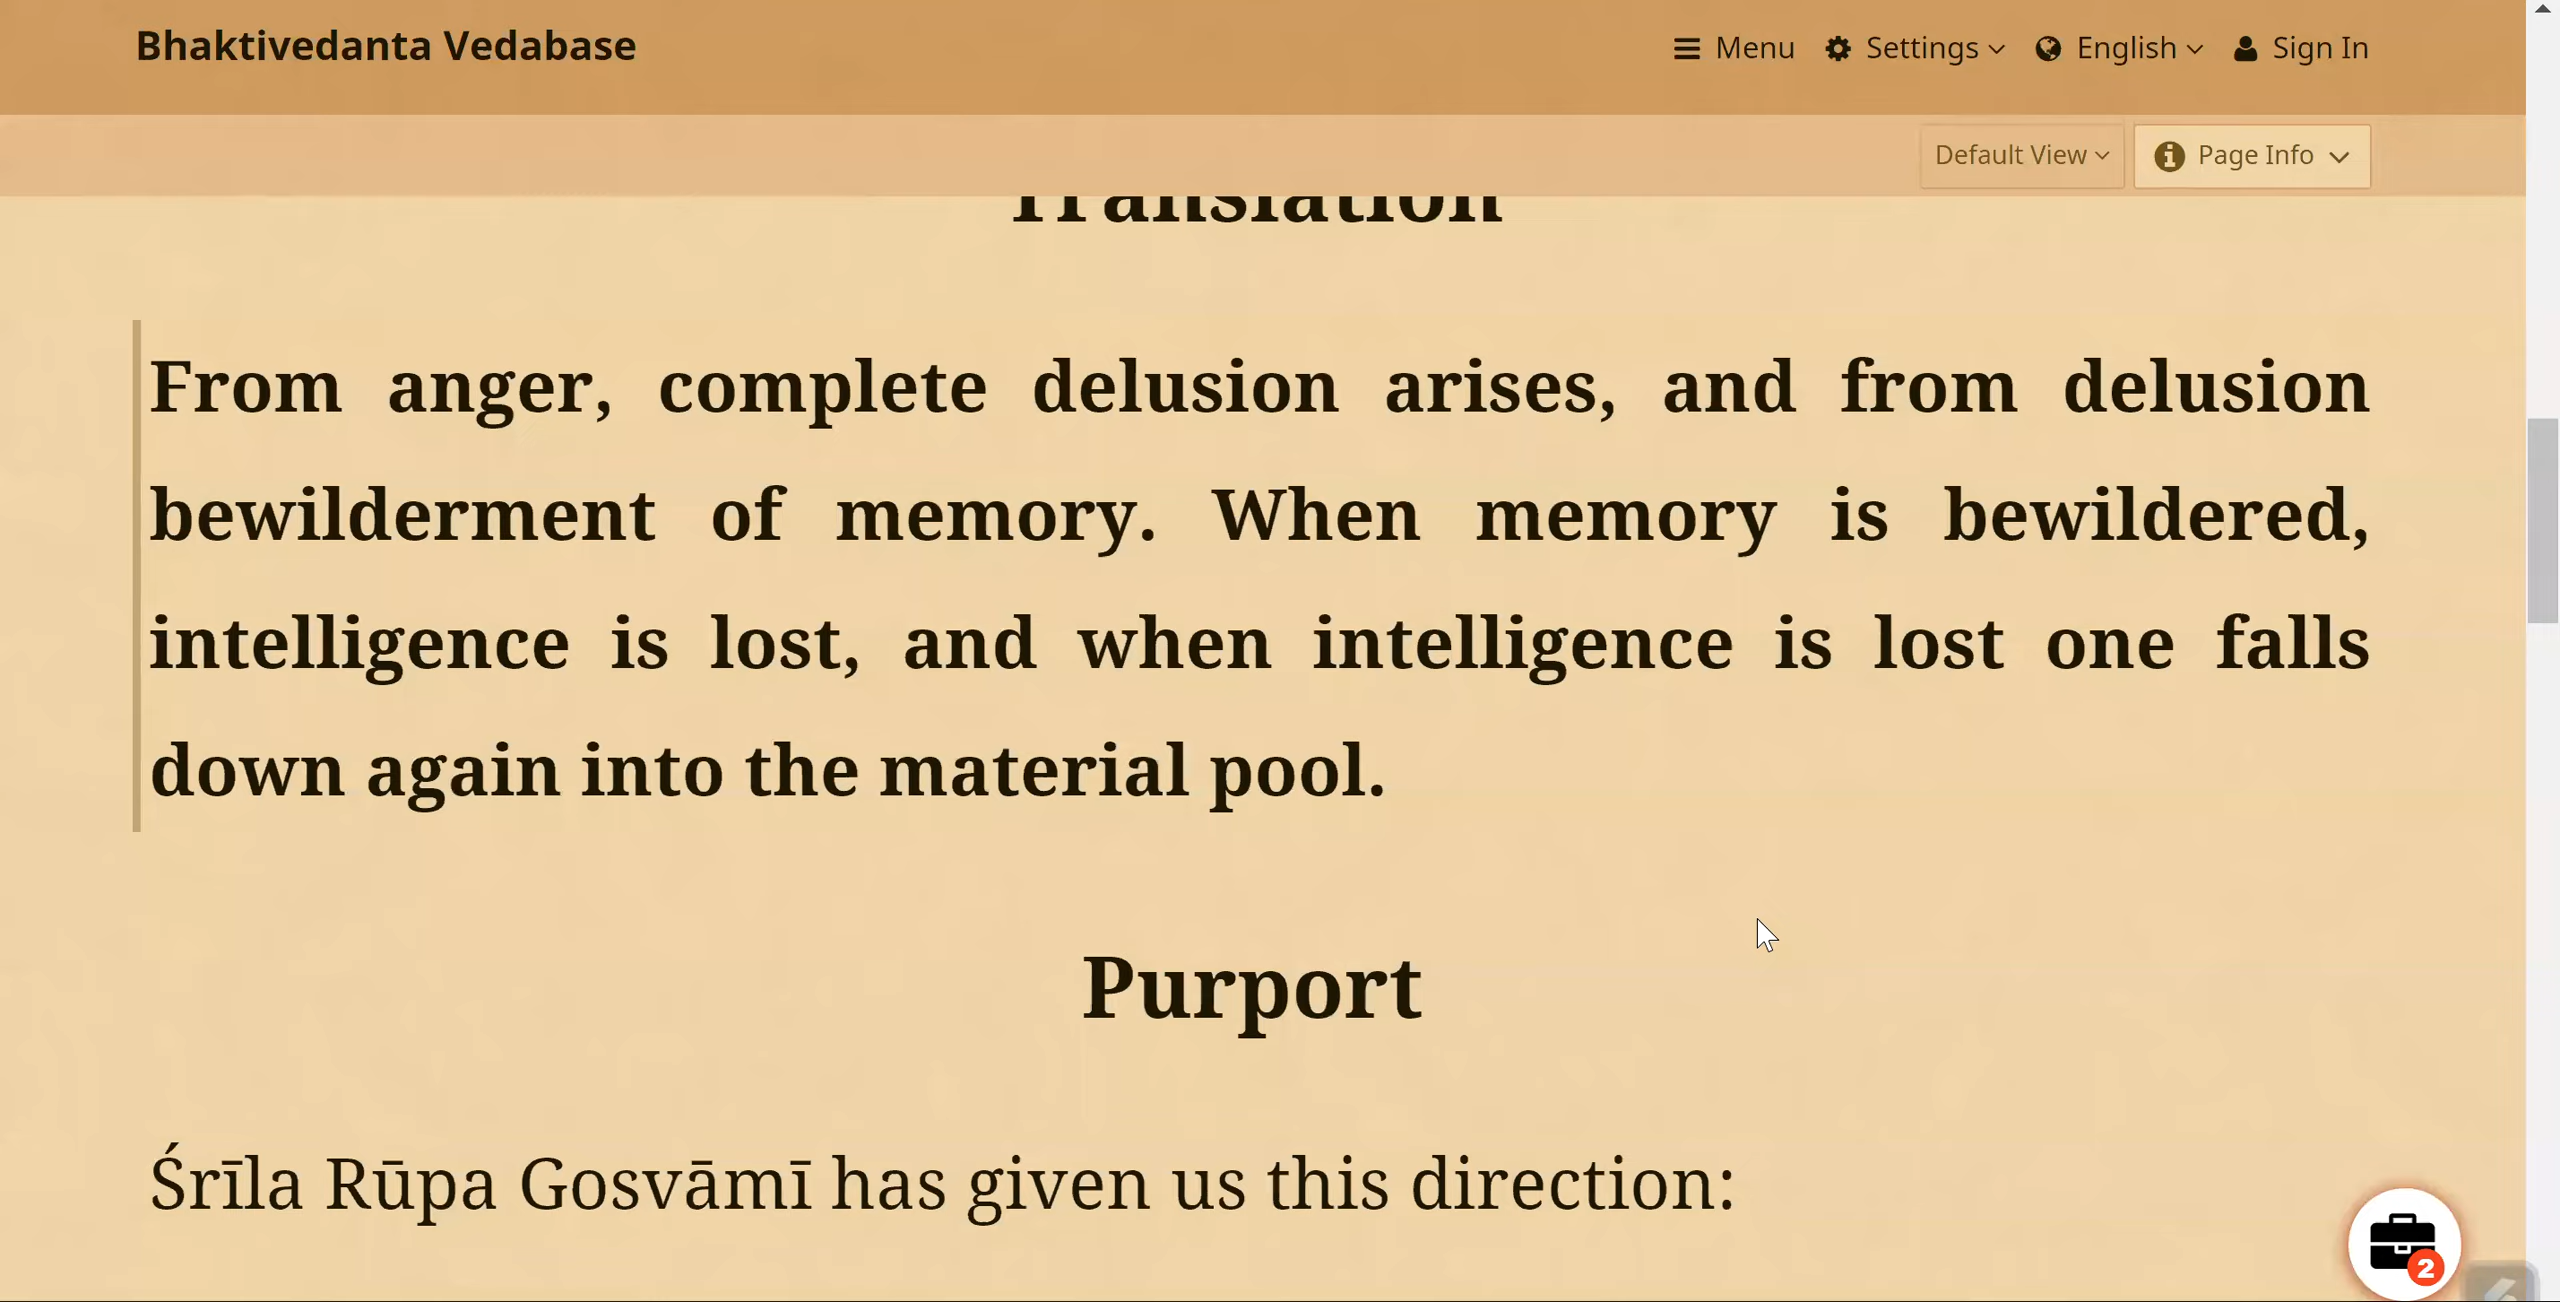 Bhaktivedanta Vedabase
Menu Settings English Sign In
Default View Page Info
Translation
From anger, complete delusion arises, and from delusion
bewilderment of memory. When memory is bewildered,
intelligence is lost, and when intelligence is lost one falls
down again into the material pool.
Purport
Śrīla Rūpa Gosvāmī has given us this direction:
2